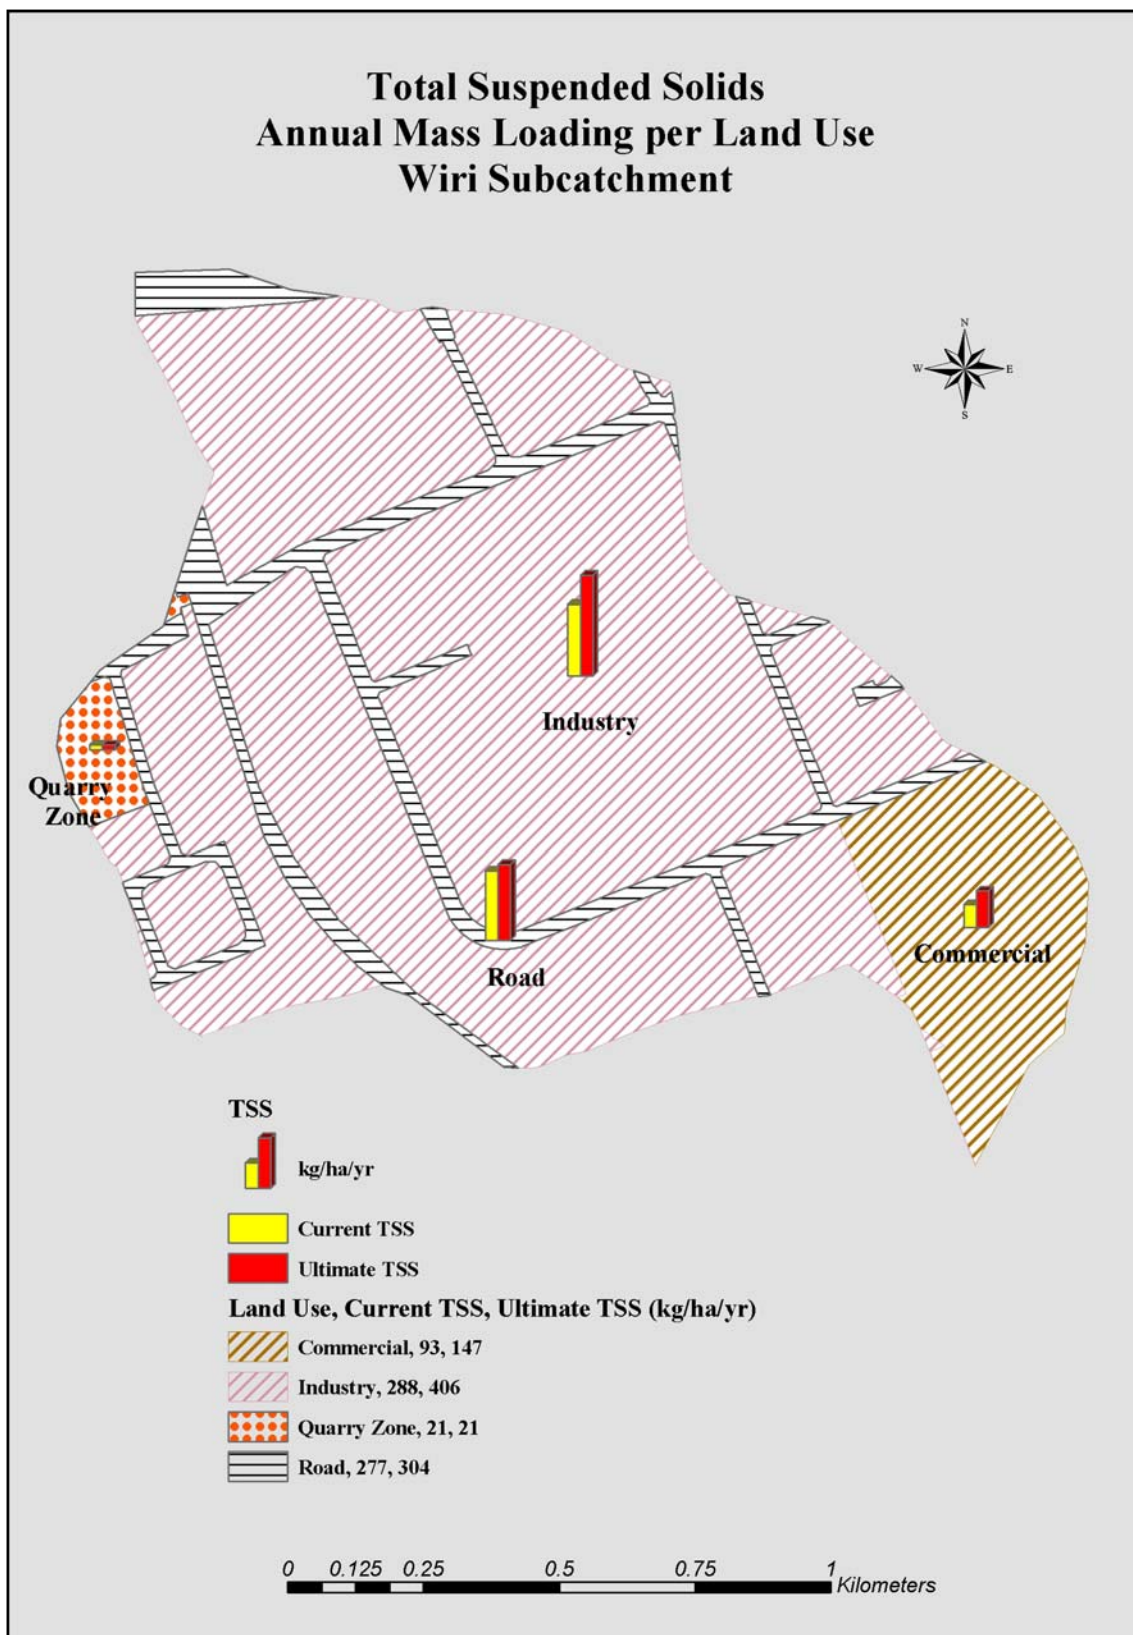 Total Suspended Solids
Annual Mass Loading per Land Use
Wiri Subcatchment
N
W
E
S
Industry
Quarry
Zone
Commercial
Road
TSS
kg/ha/yr
Current TSS
Ultimate TSS
Land Use, Current TSS, Ultimate TSS (kg/ha/yr)
Commercial, 93, 147
Industry, 288, 406
Quarry Zone, 21, 21
Road, 277, 304
0 0.125 0.25 0.5 0.75 1
Kilometers